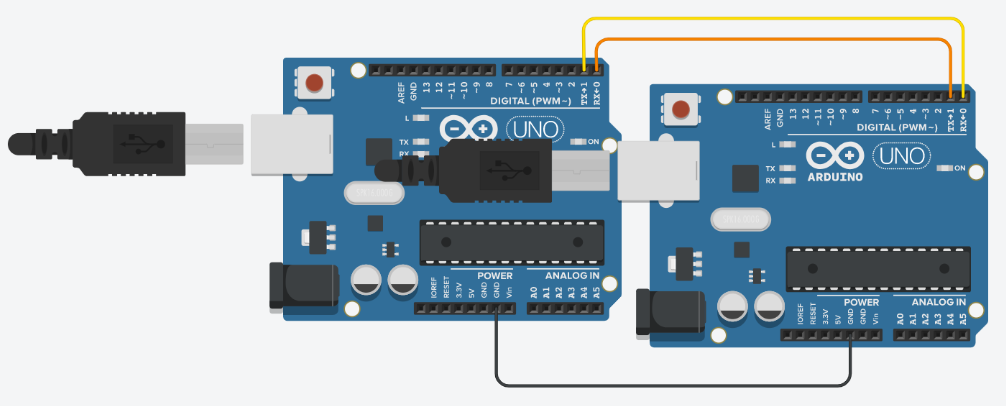 AREF
GND
13
12
~11
~10
~9
8
7
~6
~5
4
~3
2
TX→1
RX←0
DIGITAL (PWM~)
L
TX
RX
UNO
ON
IOREF
RESET
3.3V
5V
GND
GND
Vin
POWER
ANALOG IN
A0
A1
A2
A3
A4
A5
AREF
GND
13
12
~11
~10
~9
8
7
~6
~5
4
~3
2
TX→1
RX←0
DIGITAL (PWM~)
L
TX
RX
UNO
ARDUINO
ON
IOREF
RESET
3.3V
5V
GND
GND
Vin
POWER
ANALOG IN
A0
A1
A2
A3
A4
A5